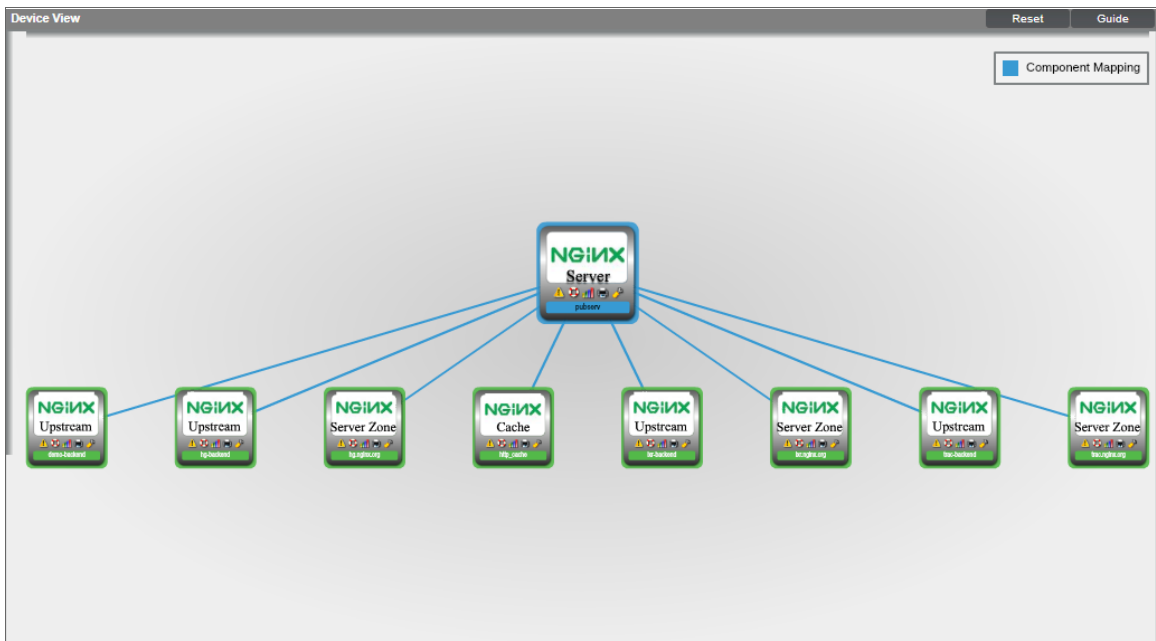 Device View
Reset
Guide
Component Mapping
NGINX
Server
pubserv
NGINX
Upstream
demo-backend
NGINX
Upstream
hg-backend
NGINX
Server Zone
hg.nginx.org
NGINX
Cache
http_cache
NGINX
Upstream
lxr-backend
NGINX
Server Zone
lxr.nginx.org
NGINX
Upstream
trac-backend
NGINX
Server Zone
trac.nginx.org